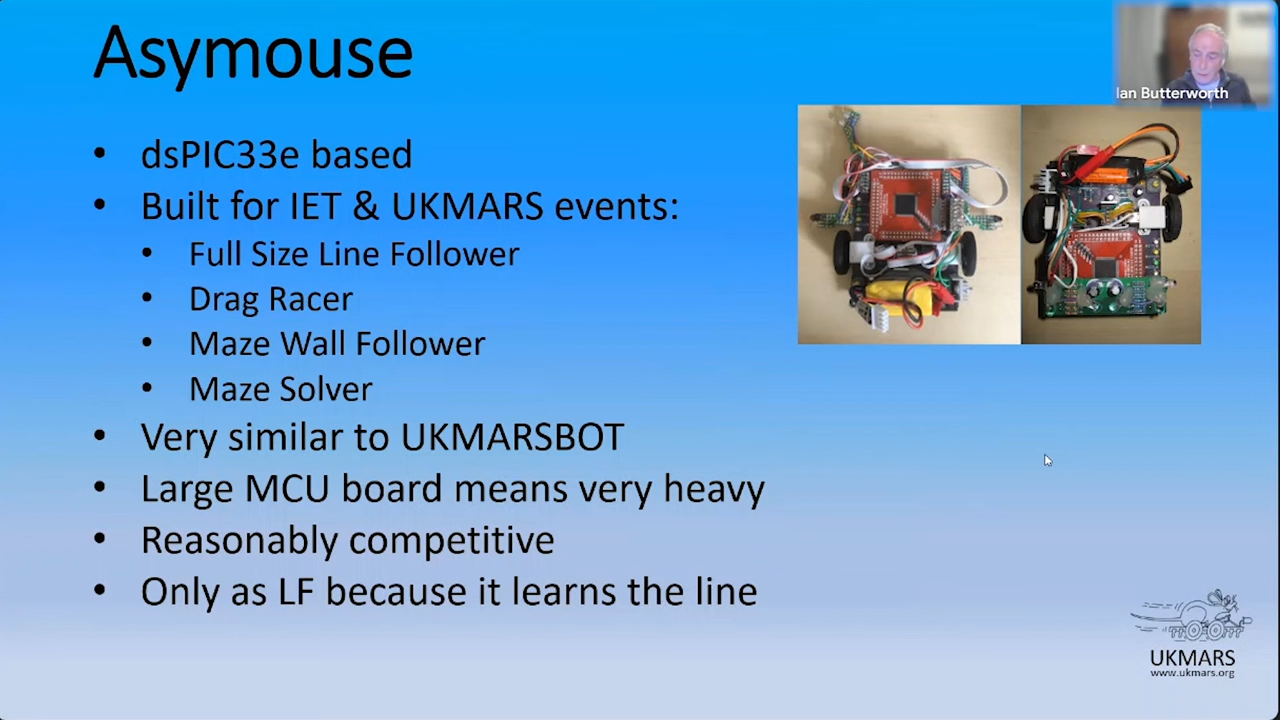 Asymouse
Ian Butterworth
• dsPIC33e based
• Built for IET & UKMARS events:
• Full Size Line Follower
• Drag Racer
• Maze Wall Follower
• Maze Solver
• Very similar to UKMARSBOT
• Large MCU board means very heavy
• Reasonably competitive
• Only as LF because it learns the line
UKMARS
www.ukmars.org